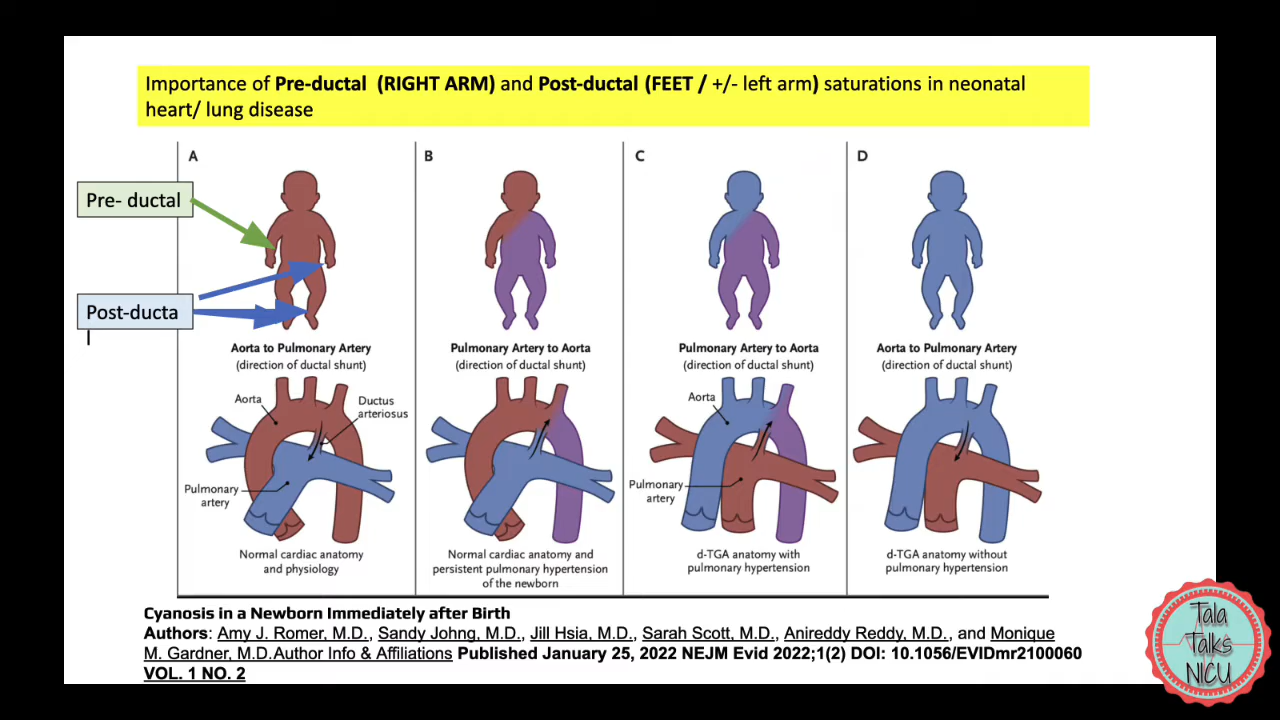 Importance of Pre-ductal (RIGHT ARM) and Post-ductal (FEET / +/- left arm) saturations in neonatal
heart/ lung disease
A
B
C
D
Pre- ductal
Post-ducta
l
Aorta to Pulmonary Artery
(direction of ductal shunt)
Pulmonary Artery to Aorta
(direction of ductal shunt)
Pulmonary Artery to Aorta
(direction of ductal shunt)
Aorta to Pulmonary Artery
(direction of ductal shunt)
Aorta
Ductus
arteriosus
Pulmonary
artery
Aorta
Pulmonary
artery
Normal cardiac anatomy
and physiology
Normal cardiac anatomy and
persistent pulmonary hypertension
of the newborn
d-TGA anatomy with
pulmonary hypertension
d-TGA anatomy without
pulmonary hypertension
Cyanosis in a Newborn Immediately after Birth
Authors: Amy J. Romer, M.D., Sandy Johng, M.D., Jill Hsia, M.D., Sarah Scott, M.D., Anireddy Reddy, M.D., and Monique
M. Gardner, M.D.Author Info & Affiliations Published January 25, 2022 NEJM Evid 2022;1(2) DOI: 10.1056/EVIDmr2100060
VOL. 1 NO. 2
Tala
Talks
NICU